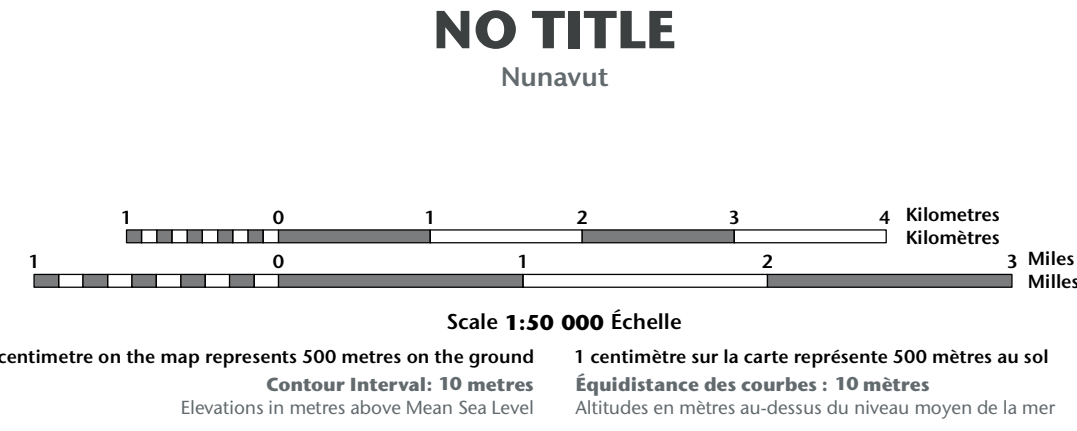 NO TITLE
Nunavut
1 0 1 2 3 4 Kilometres
Kilomètres
1 0 1 2 3 Miles
Milles
Scale 1:50 000 Échelle
centimetre on the map represents 500 metres on the ground
1 centimètre sur la carte représente 500 mètres au sol
Contour Interval: 10 metres
Équidistance des courbes : 10 mètres
Elevations in metres above Mean Sea Level
Altitudes en mètres au-dessus du niveau moyen de la mer